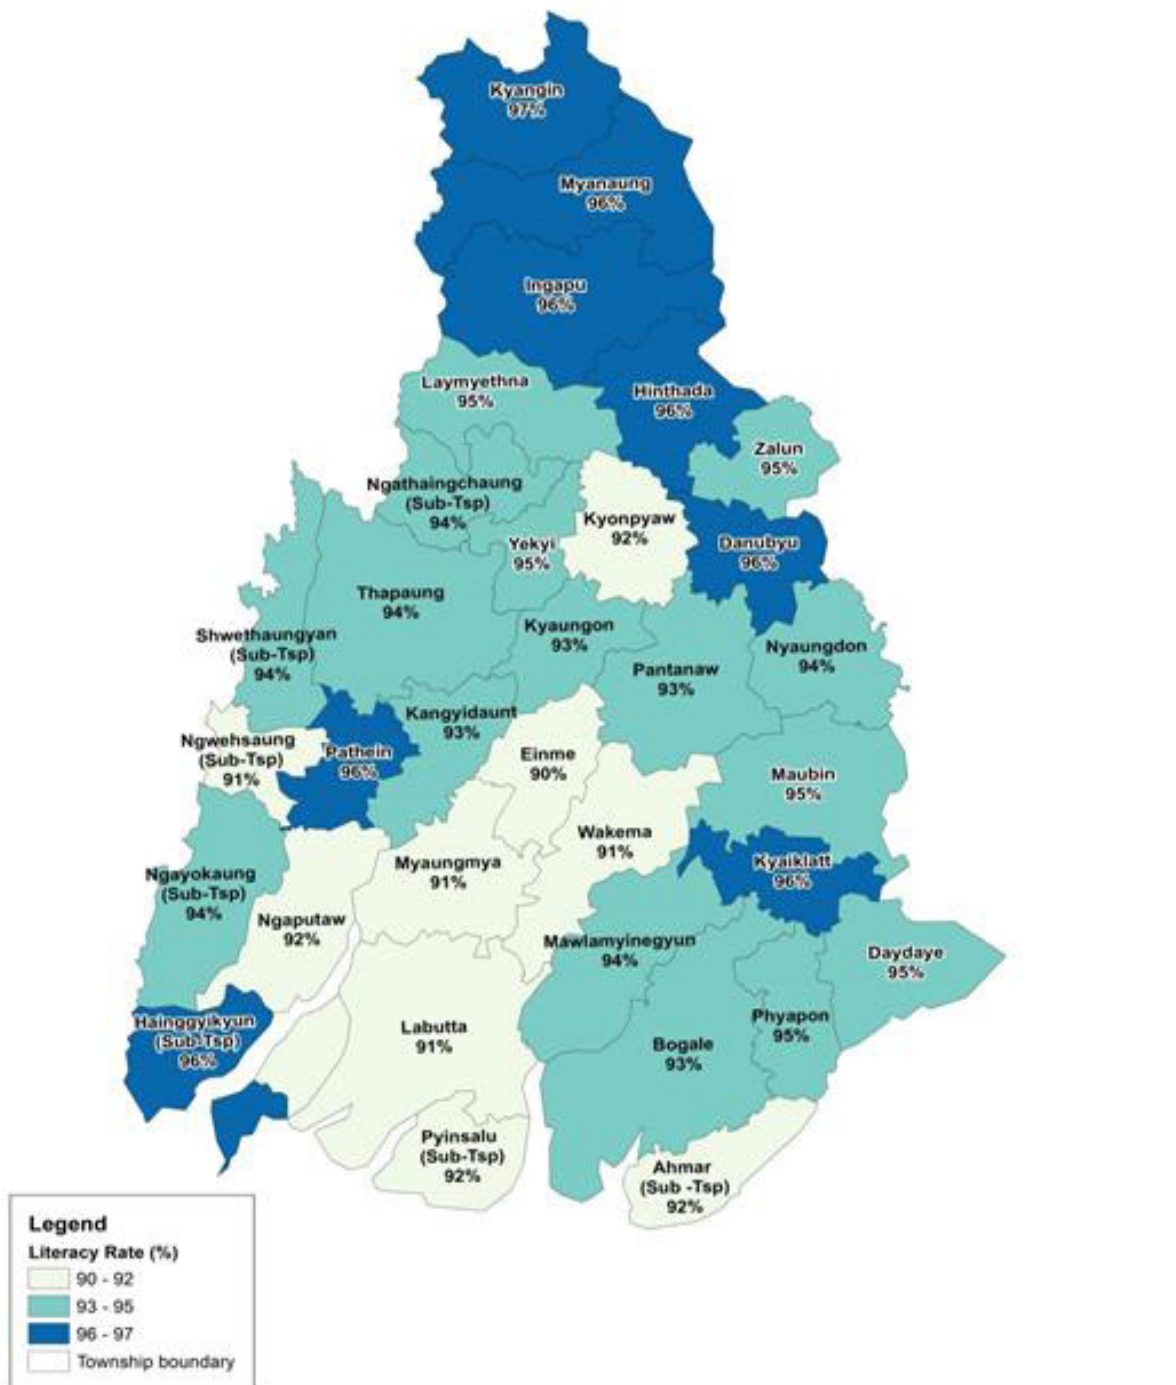 Kyangin
97%
Myanaung
96%
Ingapu
96%
Laymyethna
95%
Hinthada
96%
Zalun
95%
Ngathaingchaung
(Sub-Tsp)
94%
Kyonpyaw
92%
Yekyi
95%
Danubyu
96%
Thapaung
94%
Kyaungon
93%
Shwethaungyan
(Sub-Tsp)
94%
Nyaungdon
94%
Pantanaw
93%
Kangyidaunt
93%
Ngwehsaung
(Sub-Tsp)
91%
Pathein
96%
Einme
90%
Maubin
95%
Wakema
91%
Myaungmya
91%
Kyaiklatt
96%
Ngayokaung
(Sub-Tsp)
94%
Ngaputaw
92%
Mawlamyinegyun
94%
Daydaye
95%
Hainggyikyun
(Sub-Tsp)
96%
Labutta
91%
Phyapon
95%
Bogale
93%
Pyinsalu
(Sub-Tsp)
92%
Ahmar
(Sub -Tsp)
92%
Legend
Literacy Rate (%)
90 - 92
93 - 95
96 - 97
Township boundary